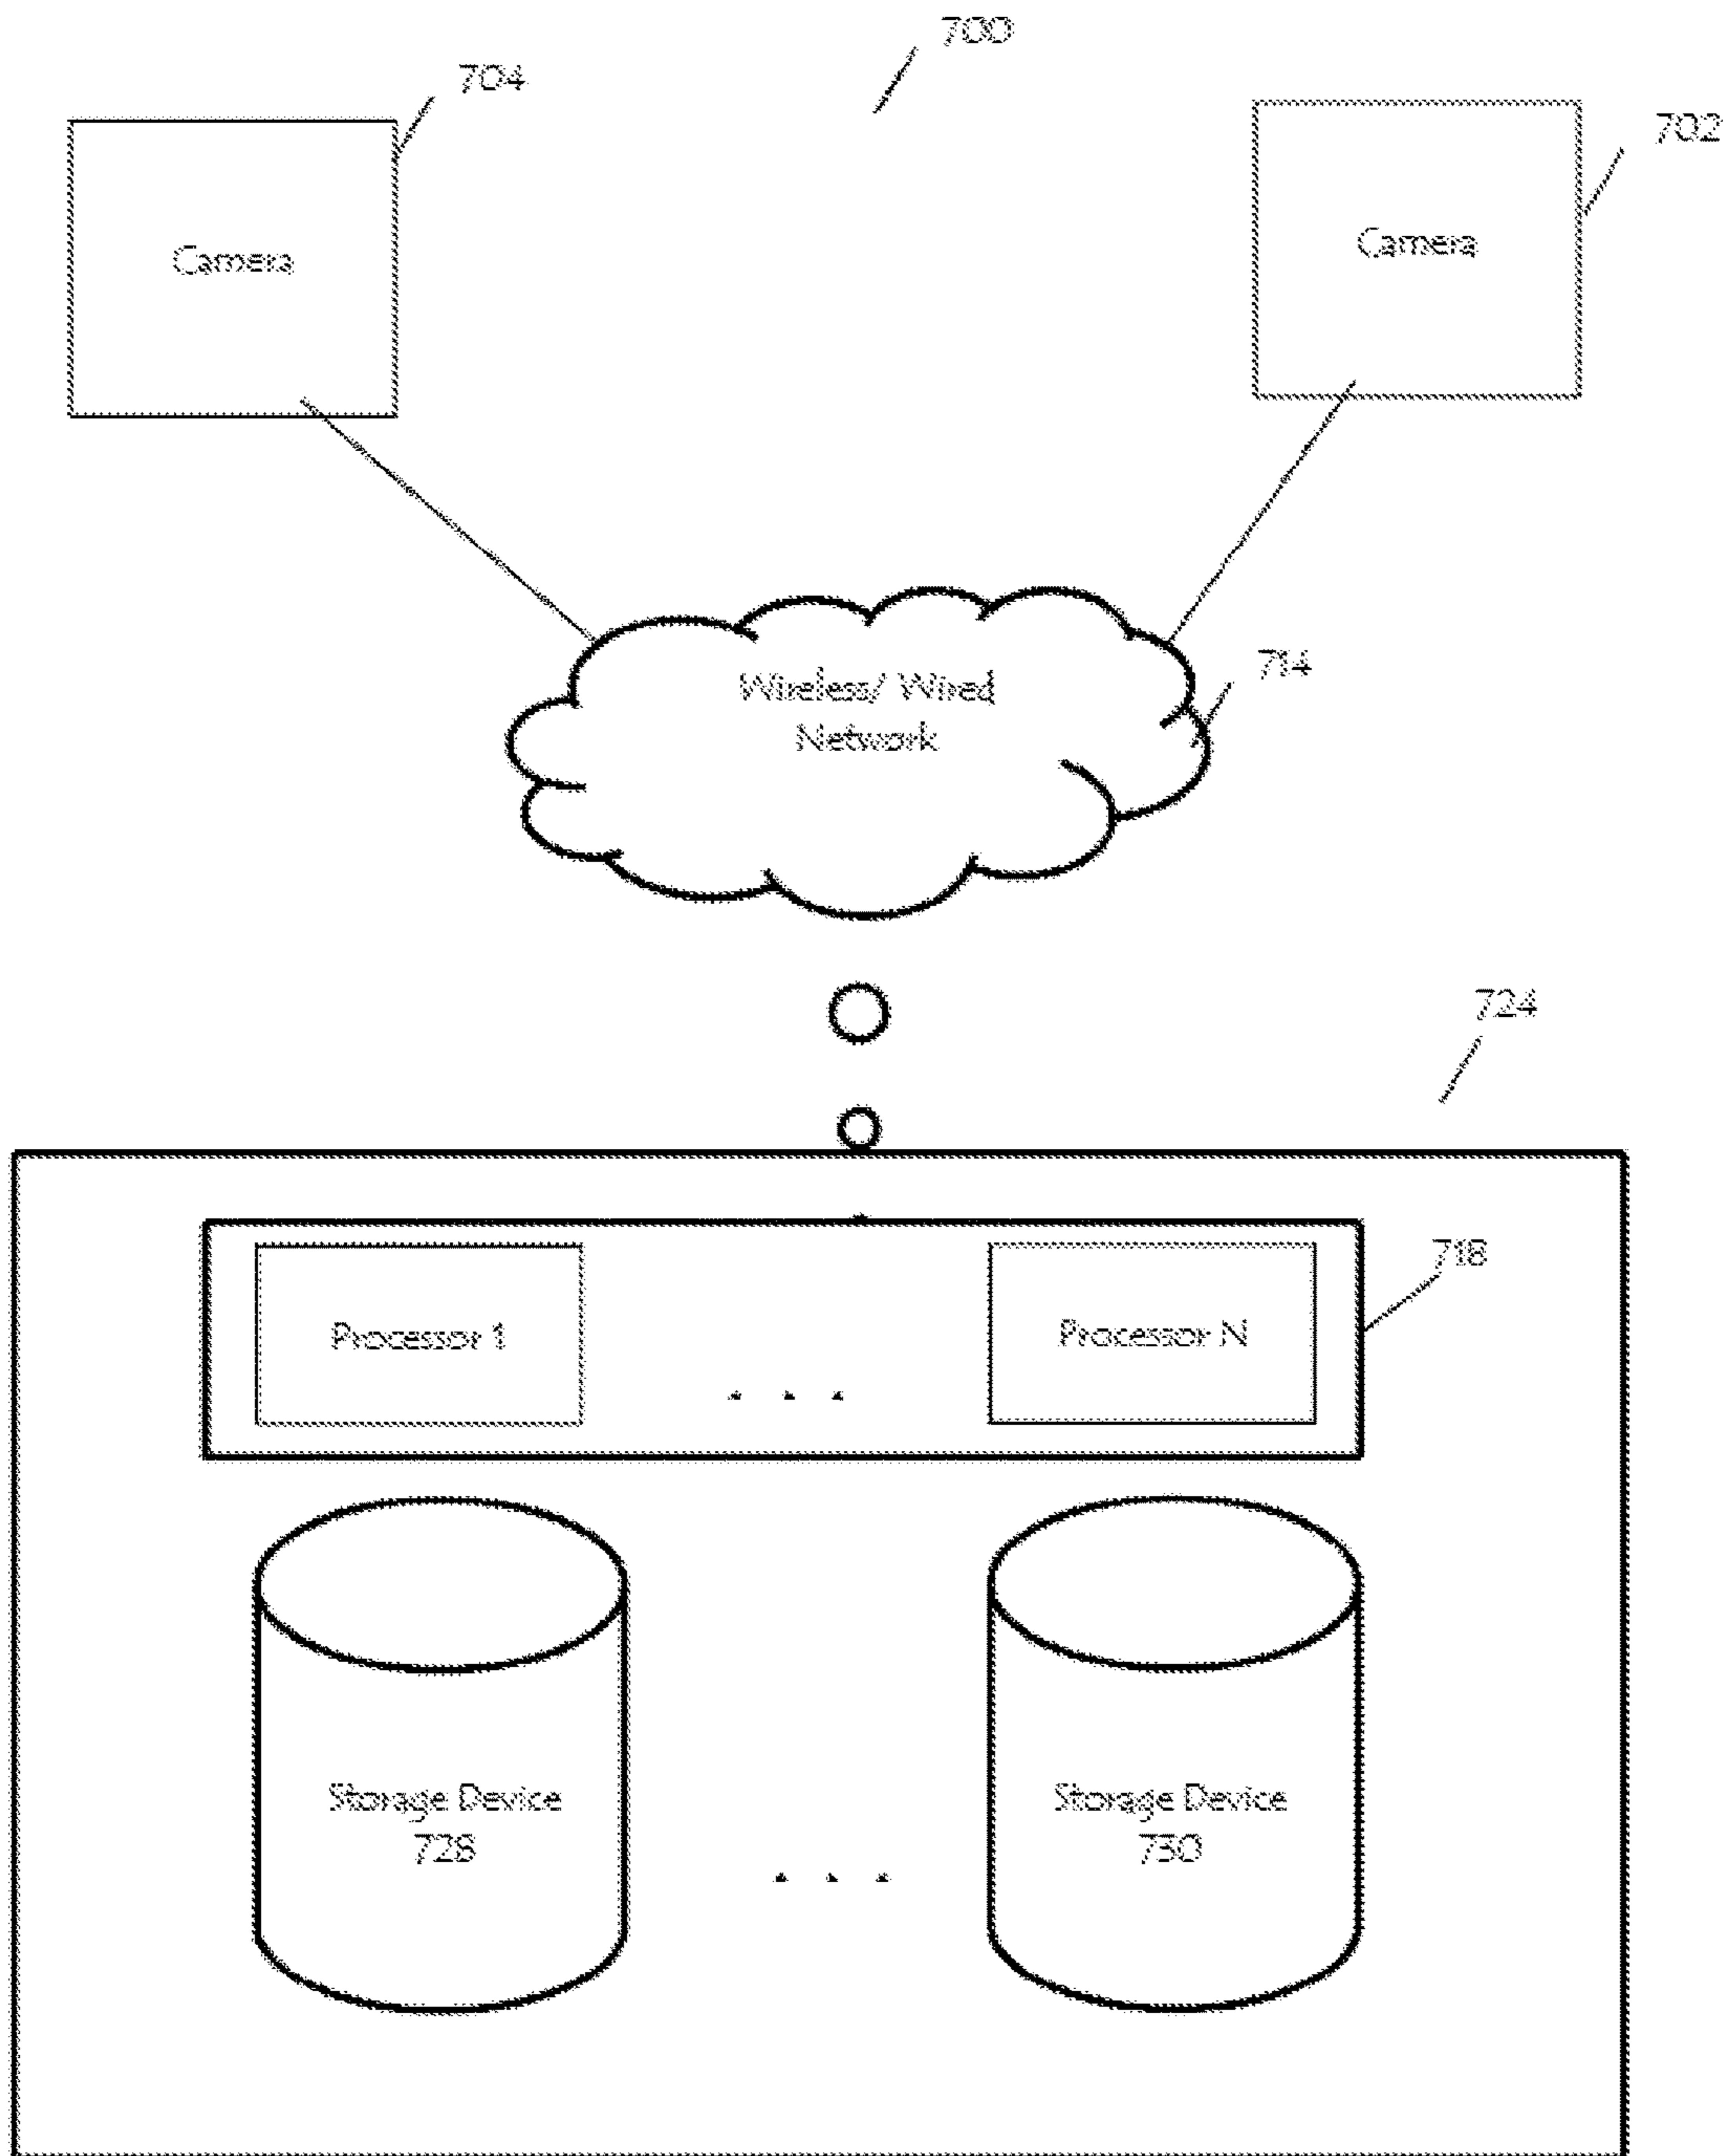 700
704
702
Camera
Camera
Wireless/ Wired
Network
714
724
718
Processor 1
Processor N
. . .
Storage Device
728
Storage Device
730
. . .